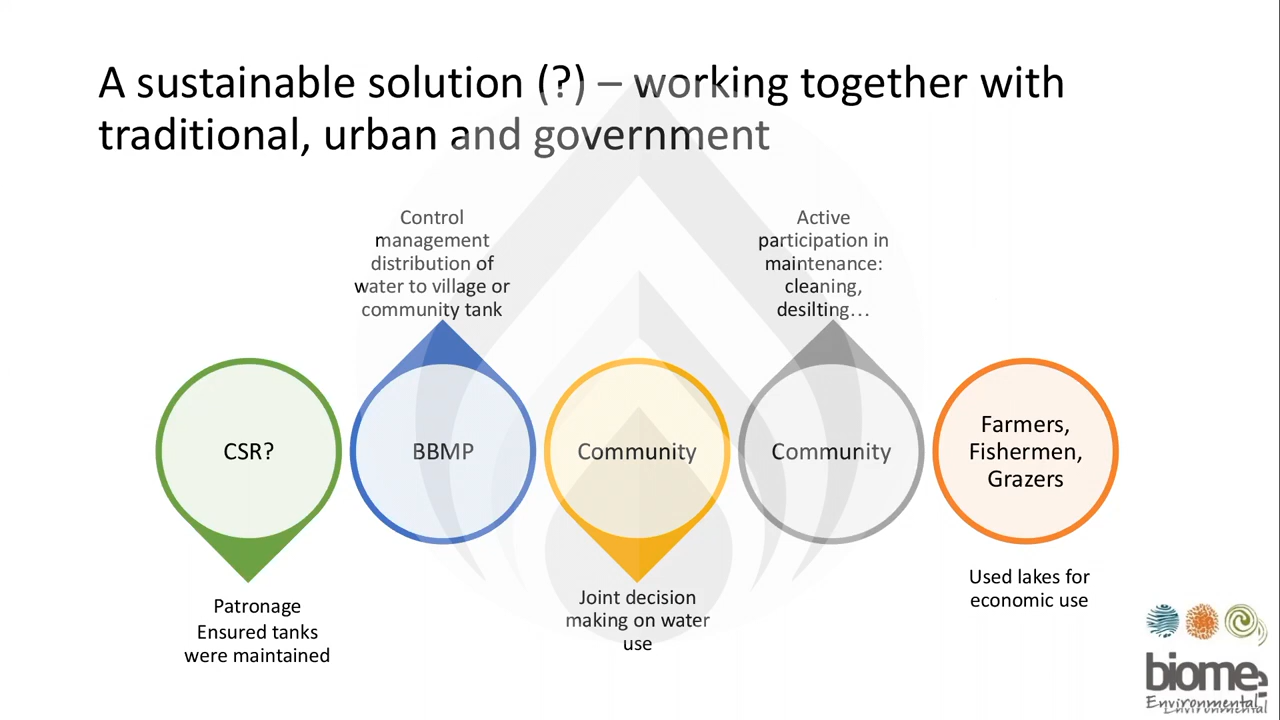 A sustainable solution (?) – working together with
traditional, urban and government
Control
management
distribution of
water to village or
community tank
Active
participation in
maintenance:
cleaning,
desilting…
CSR?
BBMP
Community
Community
Farmers,
Fishermen,
Grazers
Patronage
Ensured tanks
were maintained
Joint decision
making on water
use
Used lakes for
economic use
biome
Environmental